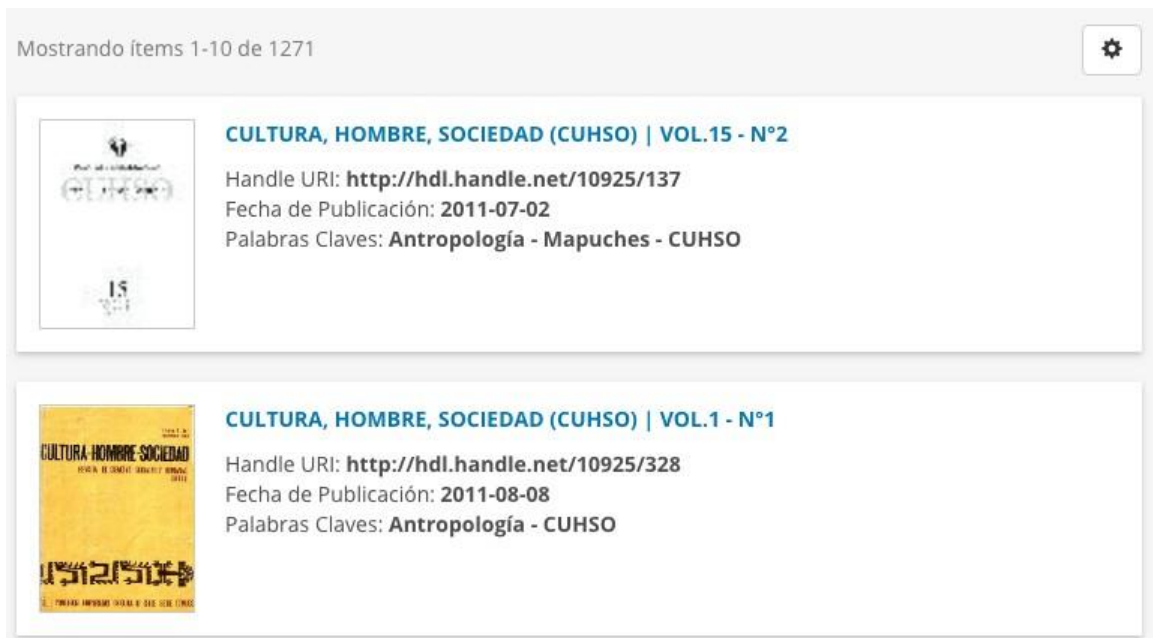 Mostrando ítems 1-10 de 1271
CULTURA, HOMBRE, SOCIEDAD (CUHSO) | VOL.15 - N°2
Handle URI: http://hdl.handle.net/10925/137
Fecha de Publicación: 2011-07-02
Palabras Claves: Antropología - Mapuches - CUHSO
CUHSO
15
CULTURA, HOMBRE, SOCIEDAD (CUHSO) | VOL.1 - N°1
Handle URI: http://hdl.handle.net/10925/328
Fecha de Publicación: 2011-08-08
Palabras Claves: Antropología - CUHSO
CULTURA-HOMBRE-SOCIEDAD